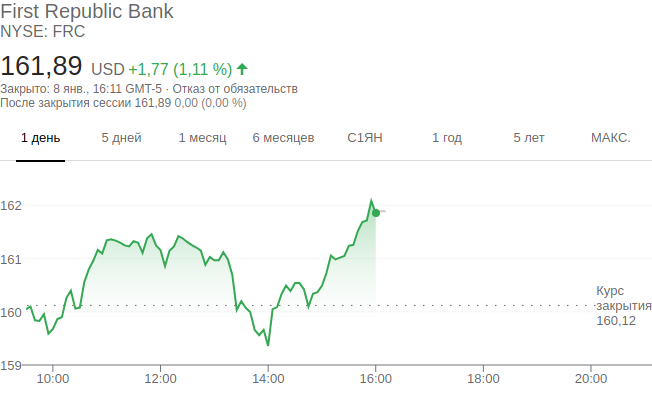 First Republic Bank
NYSE: FRC
161,89 USD +1,77 (1,11 %)
Закрыто: 8 янв., 16:11 GMT-5 · Отказ от обязательств
После закрытия сессии 161,89 0,00 (0,00 %)
1 день 5 дней 1 месяц 6 месяцев С1ЯН 1 год 5 лет МАКС.
162
161
160
159
Курс
закрытия
160,12
10:00 12:00 14:00 16:00 18:00 20:00